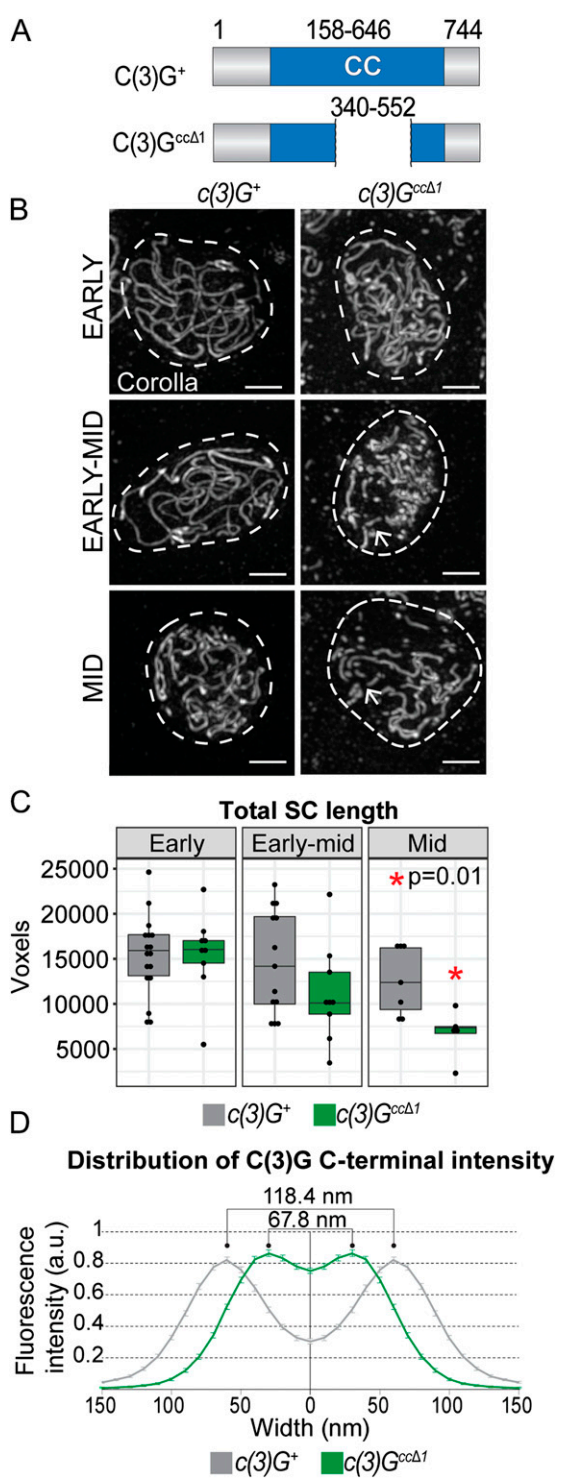 A
1 158-646 744
C(3)G+
CC
340-552
C(3)GccΔ1
B
c(3)G+ c(3)GccΔ1
EARLY
Corolla
EARLY-MID
MID
C
Total SC length
Early Early-mid Mid
* p=0.01
*
Voxels
25000
20000
15000
10000
5000
c(3)G+ c(3)GccΔ1
D
Distribution of C(3)G C-terminal intensity
118.4 nm
67.8 nm
Fluorescence
intensity (a.u.)
1
0.8
0.6
0.4
0.2
150 100 50 0 50 100 150
Width (nm)
c(3)G+ c(3)GccΔ1